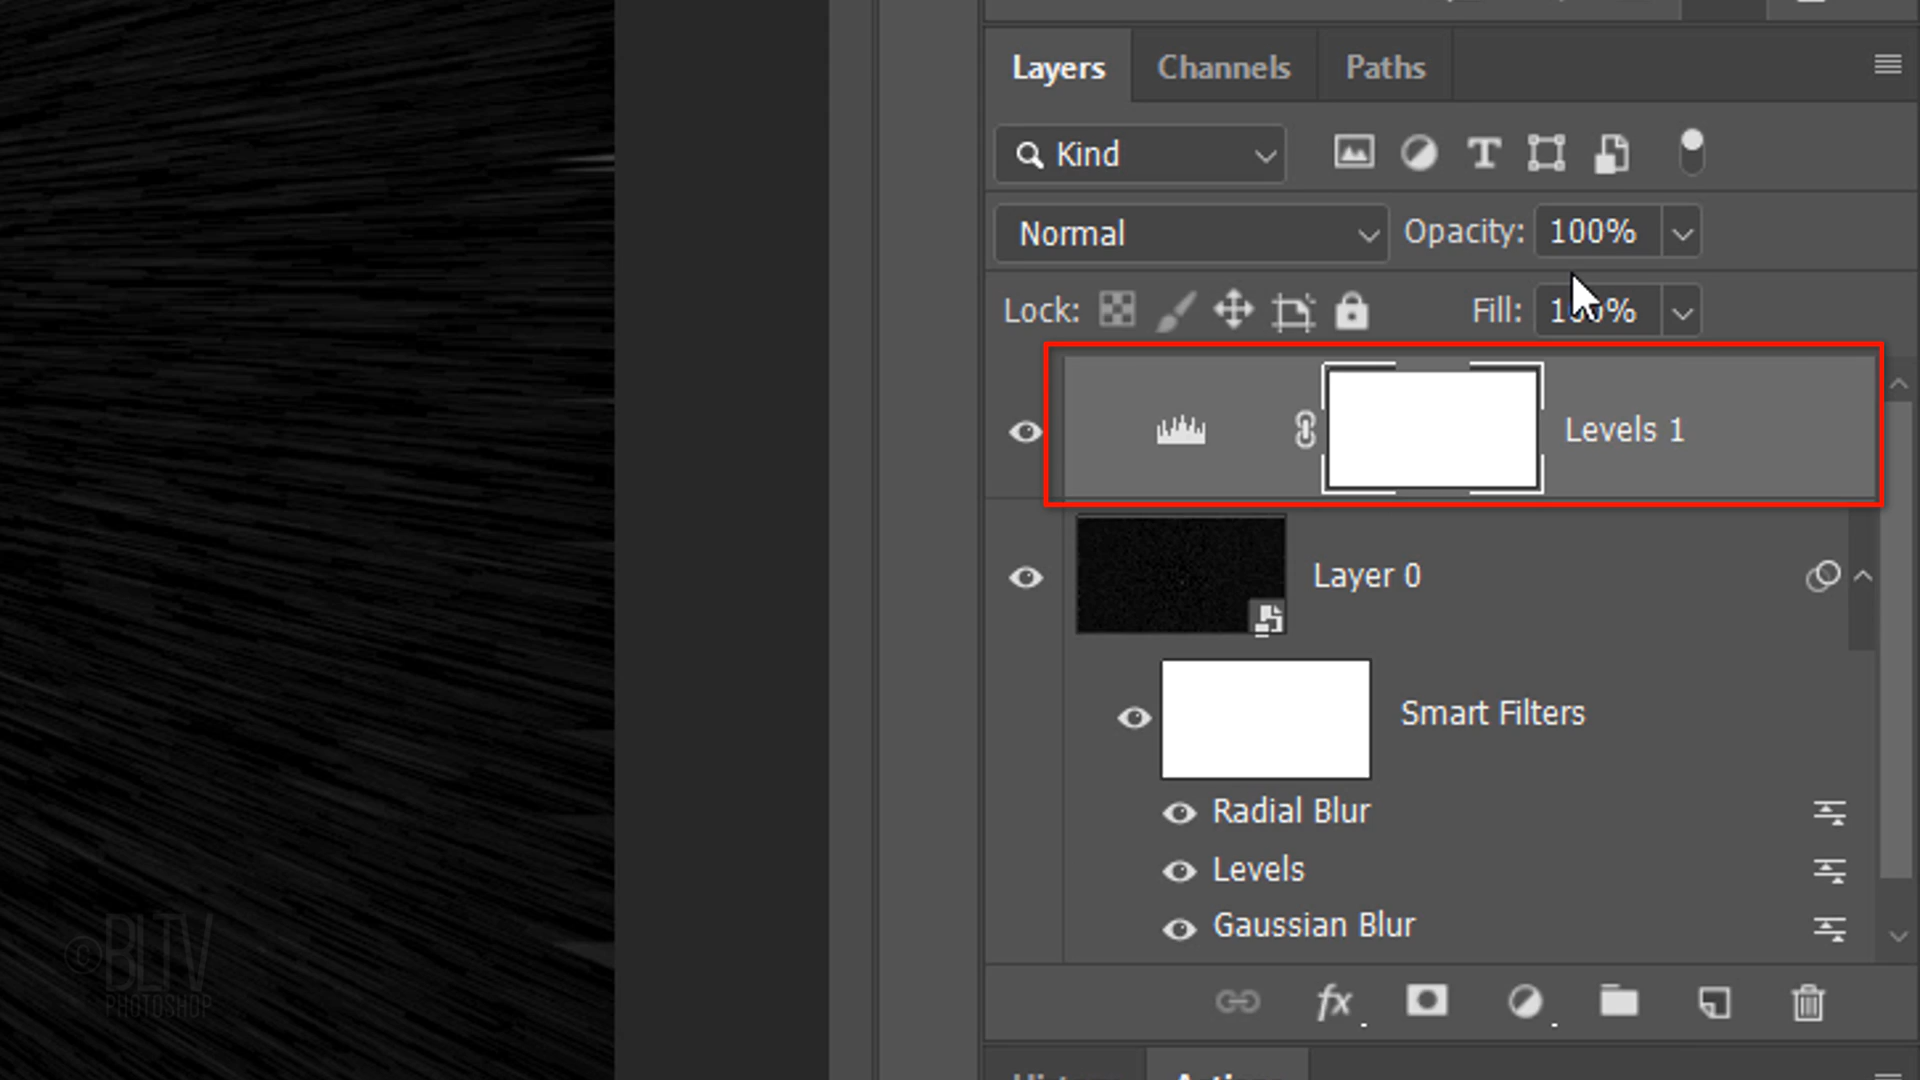 Layers Channels Paths
Kind
Normal Opacity: 100%
Lock: Fill: 100%
Levels 1
Layer 0
Smart Filters
Radial Blur
Levels
Gaussian Blur
fx
©BLTV
PHOTOSHOP